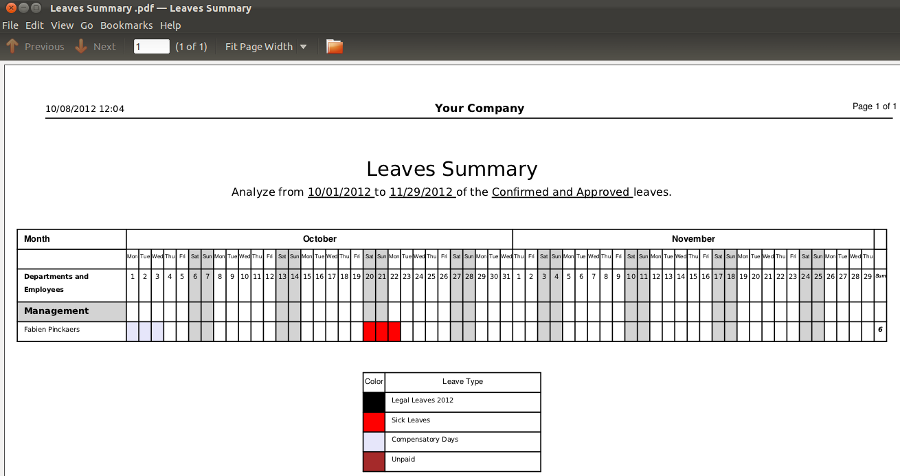 Leaves Summary .pdf — Leaves Summary
File Edit View Go Bookmarks Help
Previous Next 1 (1 of 1) Fit Page Width
10/08/2012 12:04 Your Company Page 1 of 1
Leaves Summary
Analyze from 10/01/2012 to 11/29/2012 of the Confirmed and Approved leaves.
Month October November
Mon Tue Wed Thu Fri Sat Sun Mon Tue Wed Thu Fri Sat Sun Mon Tue Wed Thu Fri Sat Sun Mon Tue Wed Thu Fri Sat Sun Mon Tue Wed Thu Fri Sat Sun Mon Tue Wed Thu Fri Sat Sun Mon Tue Wed Thu Fri Sat Sun Mon Tue Wed Thu Fri Sat Sun Mon Tue Wed Thu
Departments and
Employees 1 2 3 4 5 6 7 8 9 10 11 12 13 14 15 16 17 18 19 20 21 22 23 24 25 26 27 28 29 30 31 1 2 3 4 5 6 7 8 9 10 11 12 13 14 15 16 17 18 19 20 21 22 23 24 25 26 27 28 29 Sum
Management
Fabien Pinckaers 6
Color Leave Type
Legal Leaves 2012
Sick Leaves
Compensatory Days
Unpaid